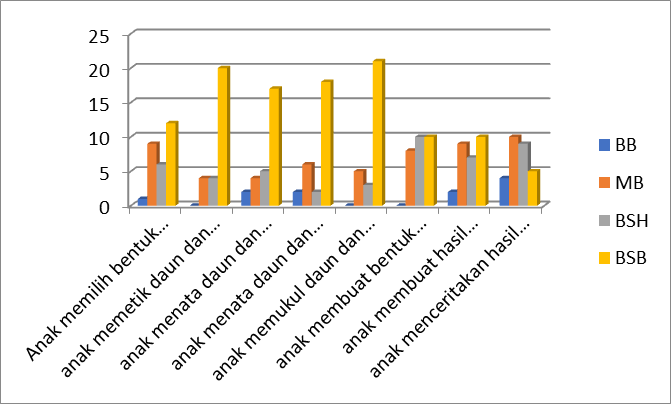 25
20
15
10
5
0
Anak memilih bentuk...
anak memetik daun dan...
anak menata daun dan...
anak menata daun dan...
anak memukul daun dan...
anak membuat bentuk...
anak membuat hasil...
anak menceritakan hasil...
BB
MB
BSH
BSB